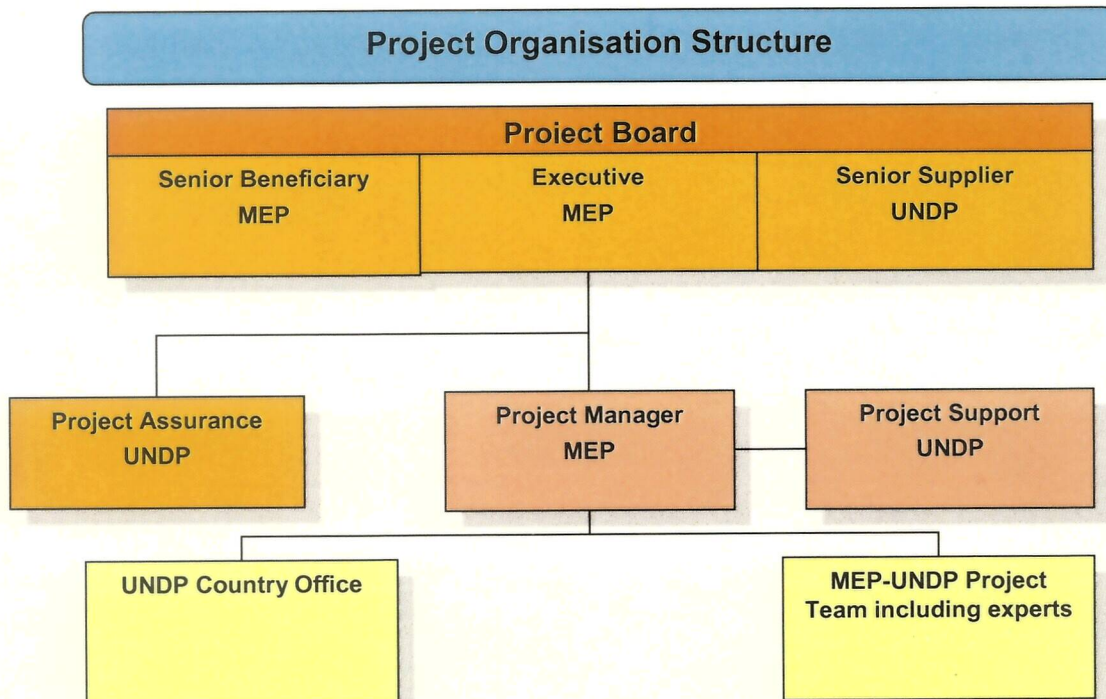 Project Organisation Structure
Project Board
Senior Beneficiary
MEP
Executive
MEP
Senior Supplier
UNDP
Project Assurance
UNDP
Project Manager
MEP
Project Support
UNDP
UNDP Country Office
MEP-UNDP Project
Team including experts